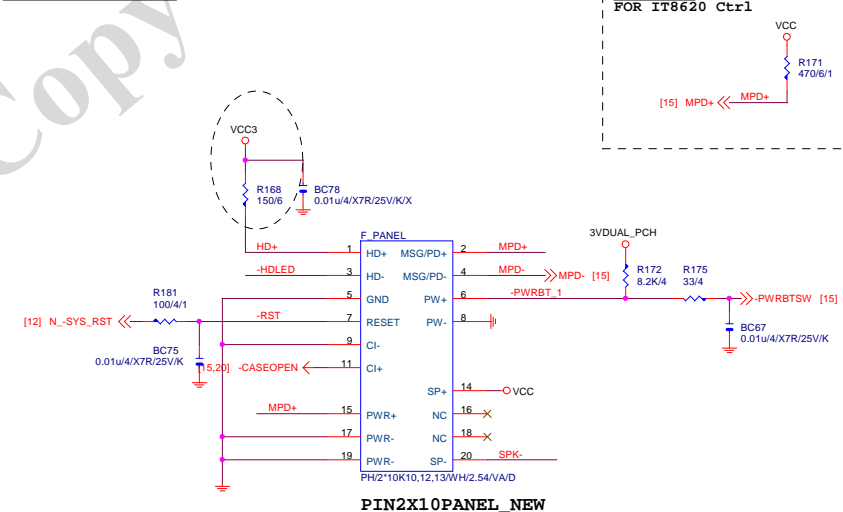 FOR IT8620 Ctrl
VCC
R171
470/6/1
[15] MPD+ MPD+
Copy
VCC3
R168
150/6
BC78
0.01u/4/X7R/25V/K/X
F_PANEL
HD+ 1 HD+ MSG/PD+ 2 MPD+
-HDLED 3 HD- MSG/PD- 4 MPD- MPD- [15]
5 GND PW+ 6 -PWRBT_1
3VDUAL_PCH
R172
8.2K/4
R175
33/4
-PWRBTSW [15]
BC67
0.01u/4/X7R/25V/K
R181
100/4/1
[12] N_-SYS_RST -RST 7 RESET PW- 8
9 CI-
BC75
0.01u/4/X7R/25V/K
[15,20] -CASEOPEN 11 CI+
SP+ 14 VCC
MPD+ 15 PWR+ NC 16
17 PWR- NC 18
19 PWR- SP- 20 SPK-
PH/2*10K10,12,13/WH/2.54/VA/D
PIN2X10PANEL_NEW